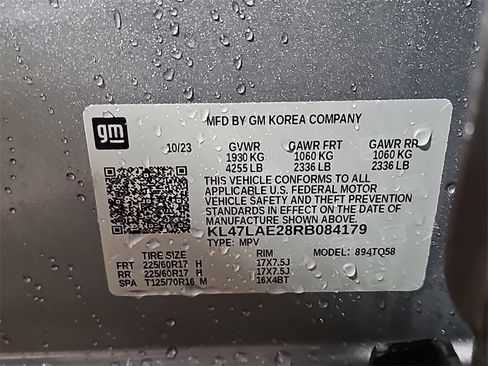 gm
MFD BY GM KOREA COMPANY
10/23 GVWR GAWR FRT GAWR RR
1930 KG 1060 KG 1060 KG
4255 LB 2336 LB 2336 LB
THIS VEHICLE CONFORMS TO ALL
APPLICABLE U.S. FEDERAL MOTOR
VEHICLE SAFETY AND THEFT PREVENTION
STANDARDS IN EFFECT ON THE DATE OF
MANUFACTURE SHOWN ABOVE.
KL47LAE28RB084179
TYPE: MPV MODEL: 894TQ58
TIRE SIZE RIM
FRT 225/60R17 H 17X7.5J
RR 225/60R17 H 17X7.5J
SPA T125/70R16 M 16X4BT